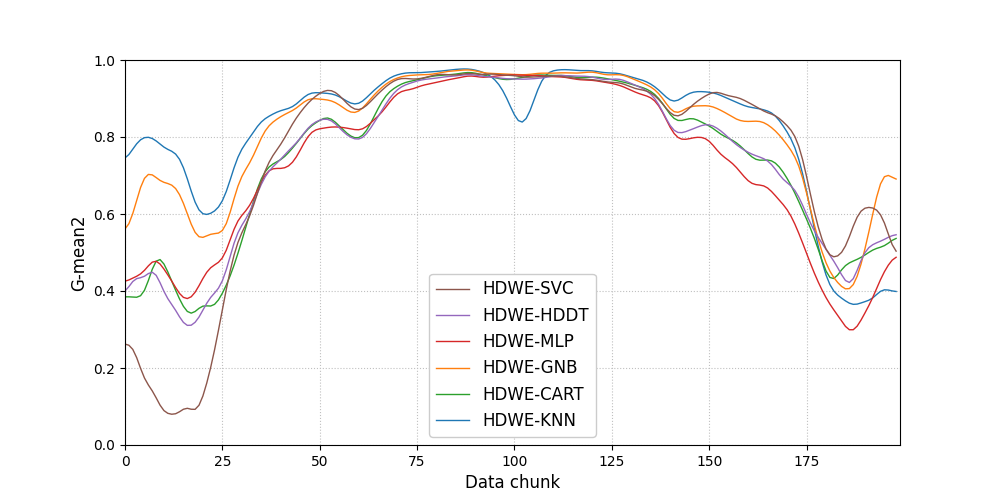 1.0
0.8
0.6
0.4
0.2
0.0
G-mean2
HDWE-SVC
HDWE-HDDT
HDWE-MLP
HDWE-GNB
HDWE-CART
HDWE-KNN
0 25 50 75 100 125 150 175
Data chunk